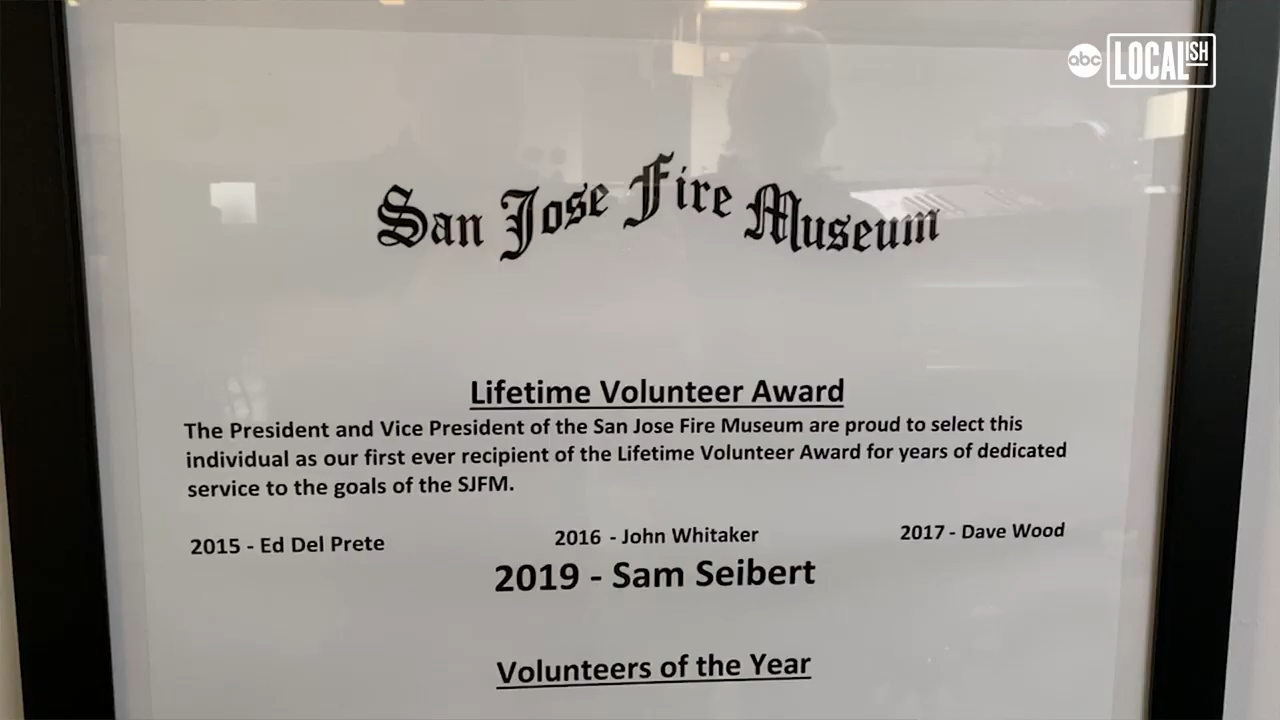 abc LOCALISH
San Jose Fire Museum
Lifetime Volunteer Award
The President and Vice President of the San Jose Fire Museum are proud to select this
individual as our first ever recipient of the Lifetime Volunteer Award for years of dedicated
service to the goals of the SJFM.
2015 - Ed Del Prete 2016 - John Whitaker 2017 - Dave Wood
2019 - Sam Seibert
Volunteers of the Year